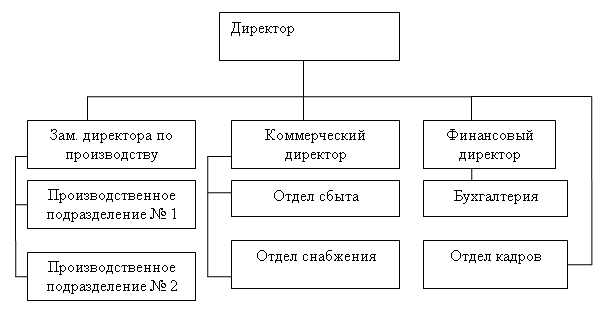 Директор
Зам. директора по
производству
Коммерческий
директор
Финансовый
директор
Производственное
подразделение № 1
Отдел сбыта
Бухгалтерия
Производственное
подразделение № 2
Отдел снабжения
Отдел кадров